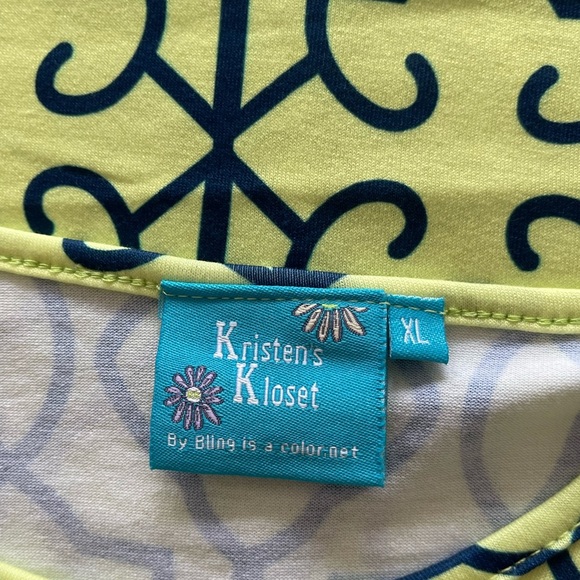 Kristen's
Kloset
By Bling is a color.net
XL